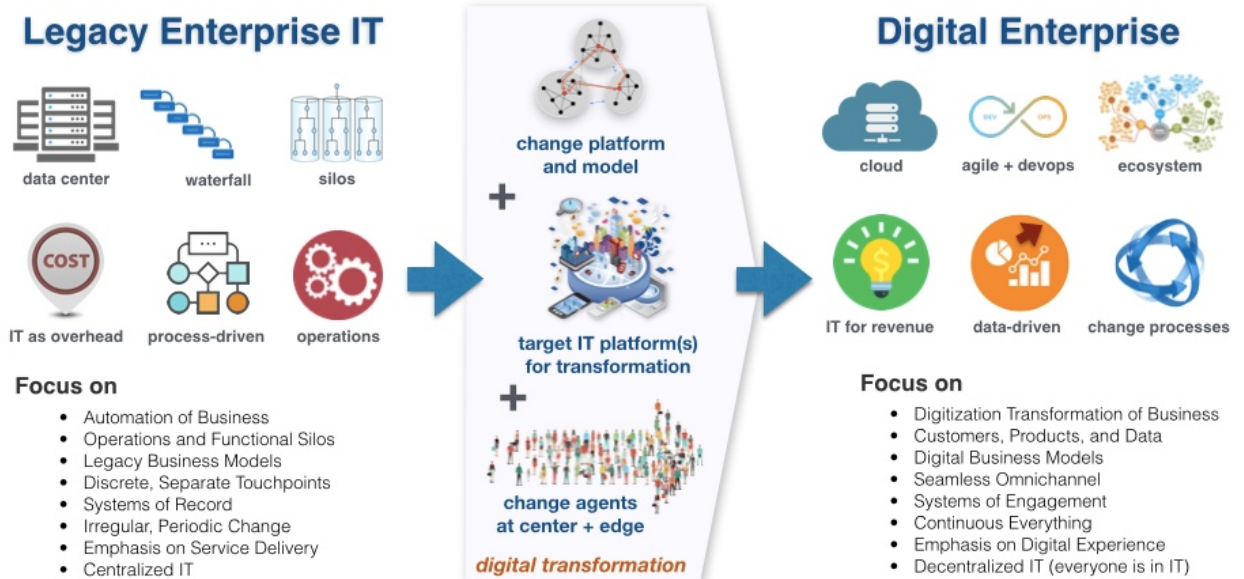 Legacy Enterprise IT
data center
waterfall
silos
COST
IT as overhead
process-driven
operations
Focus on
• Automation of Business
• Operations and Functional Silos
• Legacy Business Models
• Discrete, Separate Touchpoints
• Systems of Record
• Irregular, Periodic Change
• Emphasis on Service Delivery
• Centralized IT
change platform
and model
+
target IT platform(s)
for transformation
+
change agents
at center + edge
digital transformation
Digital Enterprise
cloud
DEV
OPS
agile + devops
ecosystem
$
IT for revenue
data-driven
change processes
Focus on
• Digitization Transformation of Business
• Customers, Products, and Data
• Digital Business Models
• Seamless Omnichannel
• Systems of Engagement
• Continuous Everything
• Emphasis on Digital Experience
• Decentralized IT (everyone is in IT)